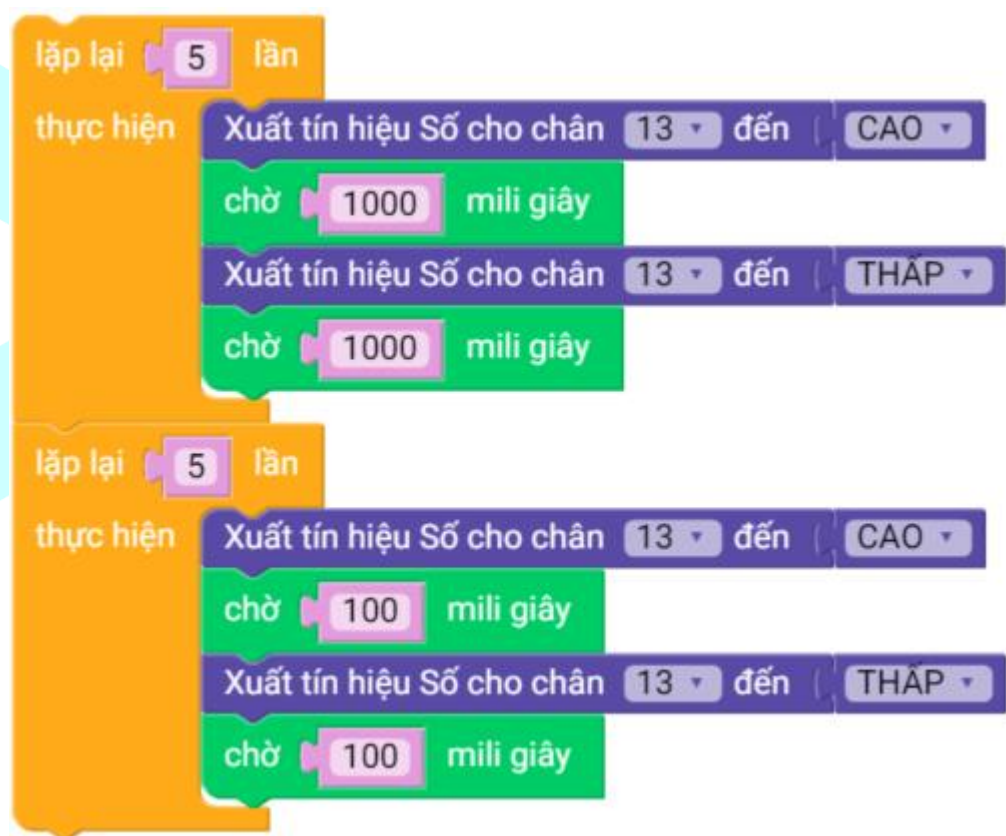 lặp lại 5 lần
thực hiện Xuất tín hiệu Số cho chân 13 đến CAO
chờ 1000 mili giây
Xuất tín hiệu Số cho chân 13 đến THẤP
chờ 1000 mili giây
lặp lại 5 lần
thực hiện Xuất tín hiệu Số cho chân 13 đến CAO
chờ 100 mili giây
Xuất tín hiệu Số cho chân 13 đến THẤP
chờ 100 mili giây